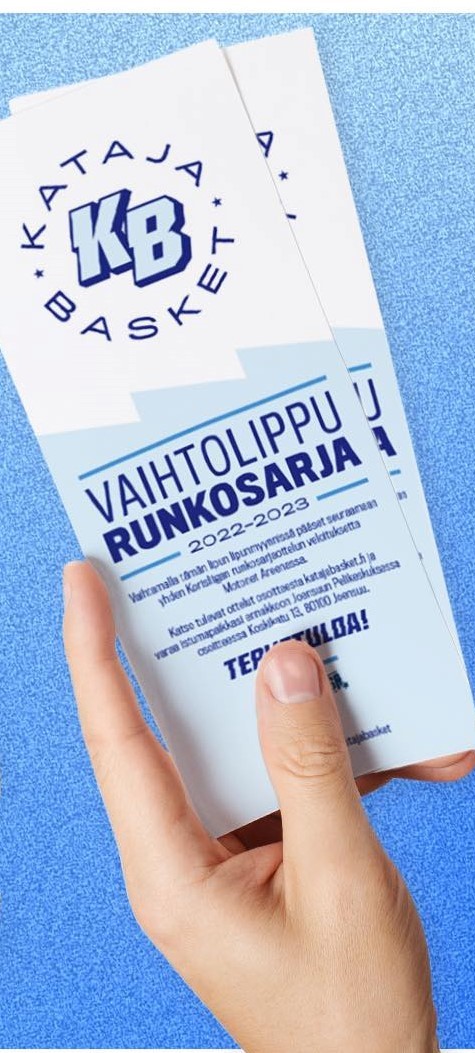 KATAJA
KB
BASKET
VAIHTOLIPPU
RUNKOSARJA
2022-2023
Vaihtamalla tämän lipun lipunmyynnissä pääset seuraamaan
yhden Korisliigan runkosarjaottelun veloituksetta
Motonet Areenassa.
Katso tulevat ottelut osoitteesta katajabasket.fi ja
varaa istumapaikkasi ennakkoon Joensuun Pelikeskuksessa
osoitteessa Koskikatu 13, 80100 Joensuu.